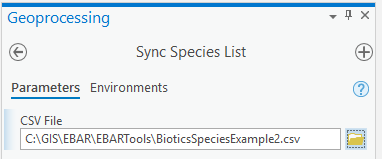 Geoprocessing
Sync Species List
Parameters Environments
?
CSV File
C:\GIS\EBAR\EBARTools\BioticsSpeciesExample2.csv